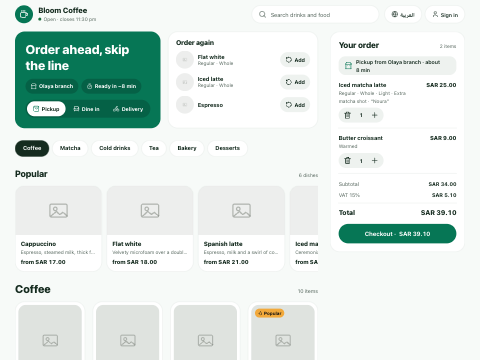 Bloom Coffee
Open · closes 11:30 pm
Search drinks and food
العربية
Sign in
Order ahead, skip
the line
Olaya branch
Ready in ~8 min
Pickup
Dine in
Delivery
Order again
Flat white
Regular · Whole
Add
Iced latte
Regular · Whole
Add
Espresso
Add
Coffee
Matcha
Cold drinks
Tea
Bakery
Desserts
Popular
6 dishes
Cappuccino
Espresso, steamed milk, thick f...
from SAR 17.00
Flat white
Velvety microfoam over a doubl...
from SAR 18.00
Spanish latte
Espresso, milk and a swirl of co...
from SAR 21.00
Iced ma
Ceremoni
from SAR
Coffee
10 items
Popular
Your order
2 items
Pickup from Olaya branch · about
8 min
Iced matcha latte
SAR 25.00
Regular · Whole · Light · Extra
matcha shot · "Noura"
1
Butter croissant
SAR 9.00
Warmed
1
Subtotal
SAR 34.00
VAT 15%
SAR 5.10
Total
SAR 39.10
Checkout · SAR 39.10